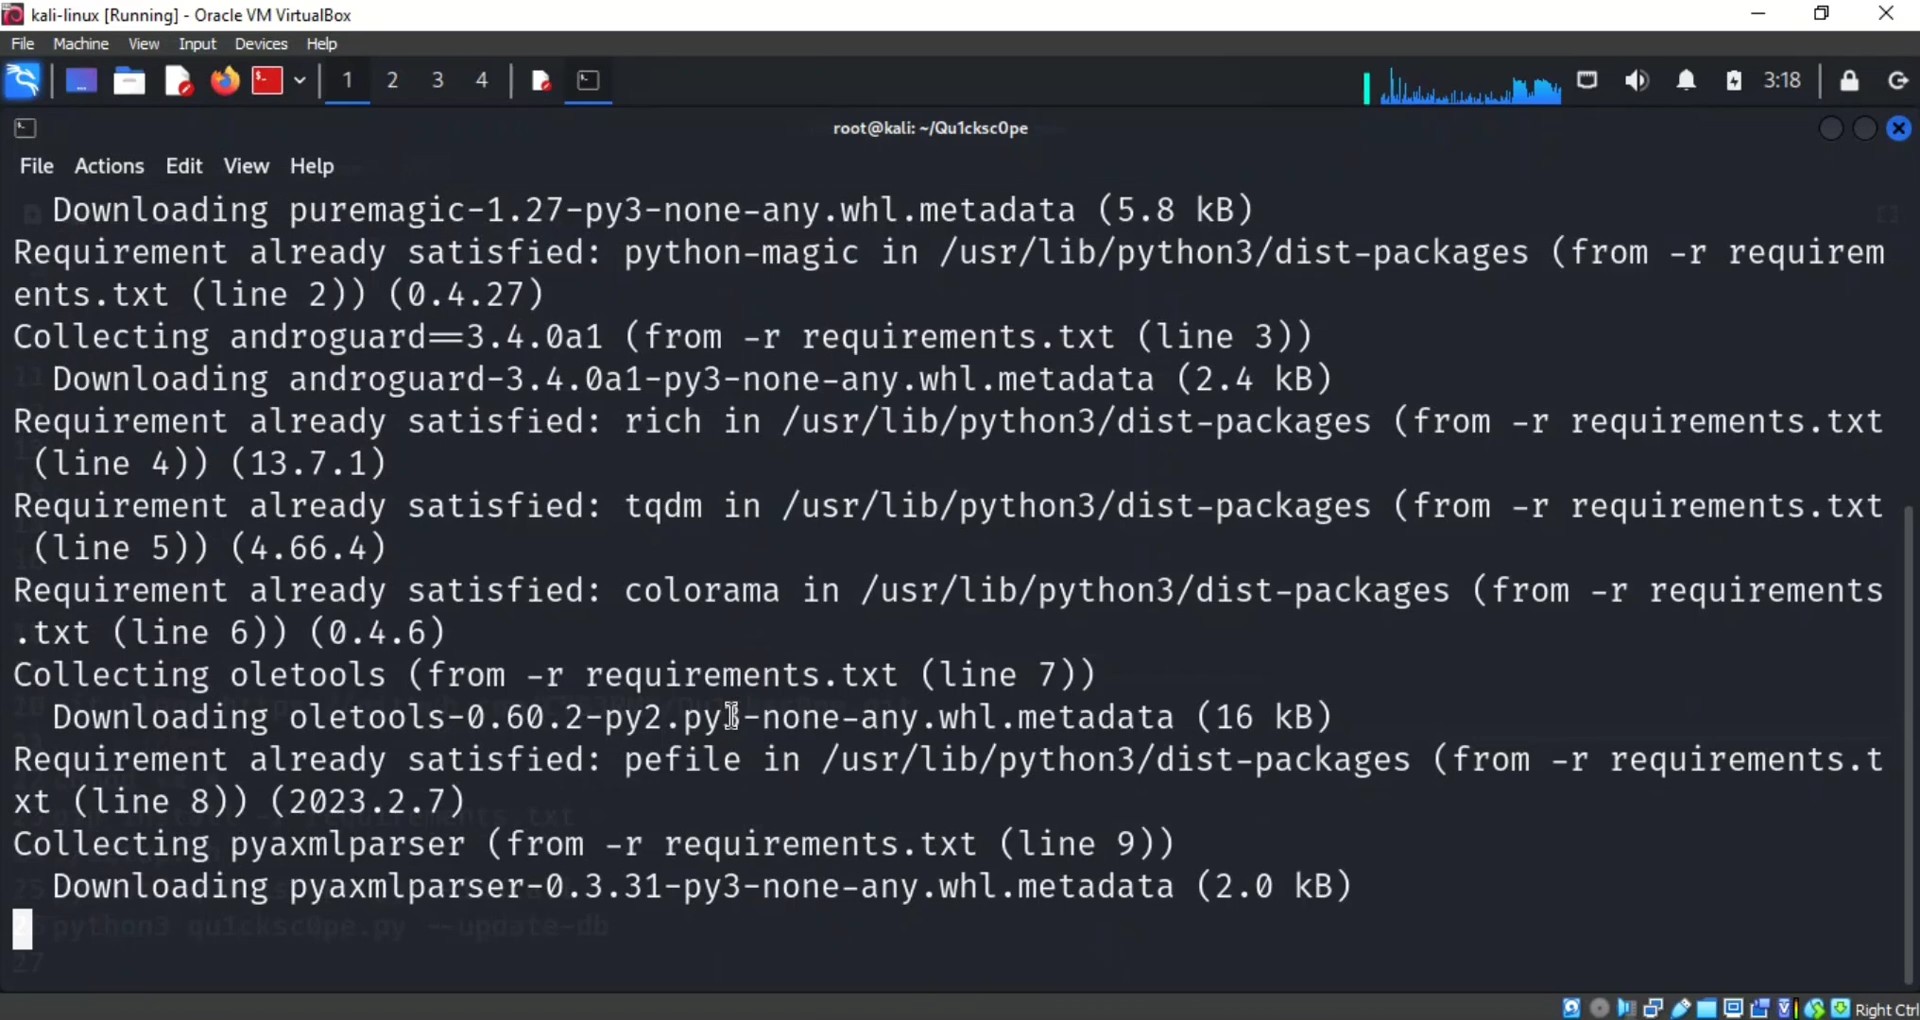 kali-linux [Running] - Oracle VM VirtualBox
File Machine View Input Devices Help
1 2 3 4 3:18
root@kali: ~/Qu1cksc0pe
File Actions Edit View Help
Downloading puremagic-1.27-py3-none-any.whl.metadata (5.8 kB)
Requirement already satisfied: python-magic in /usr/lib/python3/dist-packages (from -r requirem
ents.txt (line 2)) (0.4.27)
Collecting androguard==3.4.0a1 (from -r requirements.txt (line 3))
Downloading androguard-3.4.0a1-py3-none-any.whl.metadata (2.4 kB)
Requirement already satisfied: rich in /usr/lib/python3/dist-packages (from -r requirements.txt
(line 4)) (13.7.1)
Requirement already satisfied: tqdm in /usr/lib/python3/dist-packages (from -r requirements.txt
(line 5)) (4.66.4)
Requirement already satisfied: colorama in /usr/lib/python3/dist-packages (from -r requirements
.txt (line 6)) (0.4.6)
Collecting oletools (from -r requirements.txt (line 7))
Downloading oletools-0.60.2-py2.py3-none-any.whl.metadata (16 kB)
Requirement already satisfied: pefile in /usr/lib/python3/dist-packages (from -r requirements.t
xt (line 8)) (2023.2.7)
Collecting pyaxmlparser (from -r requirements.txt (line 9))
Downloading pyaxmlparser-0.3.31-py3-none-any.whl.metadata (2.0 kB)
python3 qu1cksc0pe.py --update-db
27
Right Ctrl